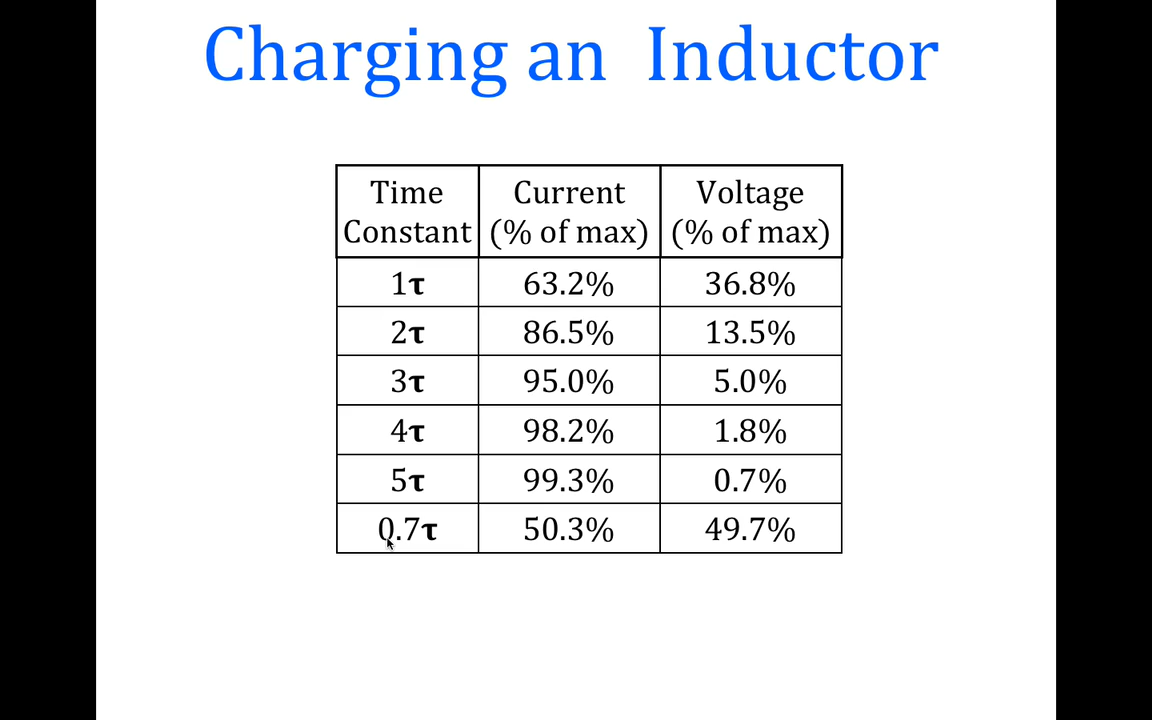 Charging an Inductor
Time Constant Current (% of max) Voltage (% of max)
1τ 63.2% 36.8%
2τ 86.5% 13.5%
3τ 95.0% 5.0%
4τ 98.2% 1.8%
5τ 99.3% 0.7%
0.7τ 50.3% 49.7%